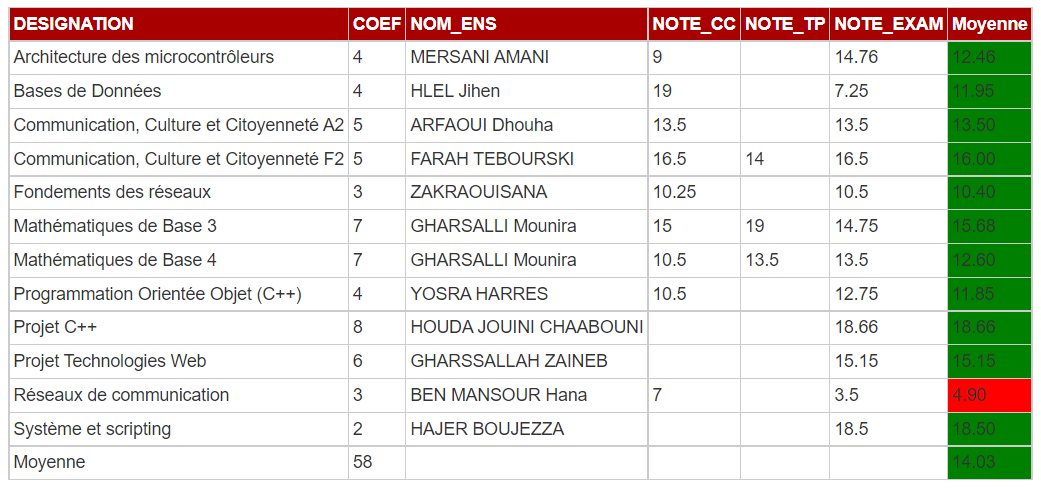 DESIGNATION COEF NOM_ENS NOTE_CC NOTE_TP NOTE_EXAM Moyenne
Architecture des microcontrôleurs 4 MERSANI AMANI 9 14.76 12.46
Bases de Données 4 HLEL Jihen 19 7.25 11.95
Communication, Culture et Citoyenneté A2 5 ARFAOUI Dhouha 13.5 13.5 13.50
Communication, Culture et Citoyenneté F2 5 FARAH TEBOURSKI 16.5 14 16.5 16.00
Fondements des réseaux 3 ZAKRAOUISANA 10.25 10.5 10.40
Mathématiques de Base 3 7 GHARSALLI Mounira 15 19 14.75 15.68
Mathématiques de Base 4 7 GHARSALLI Mounira 10.5 13.5 13.5 12.60
Programmation Orientée Objet (C++) 4 YOSRA HARRES 10.5 12.75 11.85
Projet C++ 8 HOUDA JOUINI CHAABOUNI 18.66 18.66
Projet Technologies Web 6 GHARSSALLAH ZAINEB 15.15 15.15
Réseaux de communication 3 BEN MANSOUR Hana 7 3.5 4.90
Système et scripting 2 HAJER BOUJEZZA 18.5 18.50
Moyenne 58 14.03